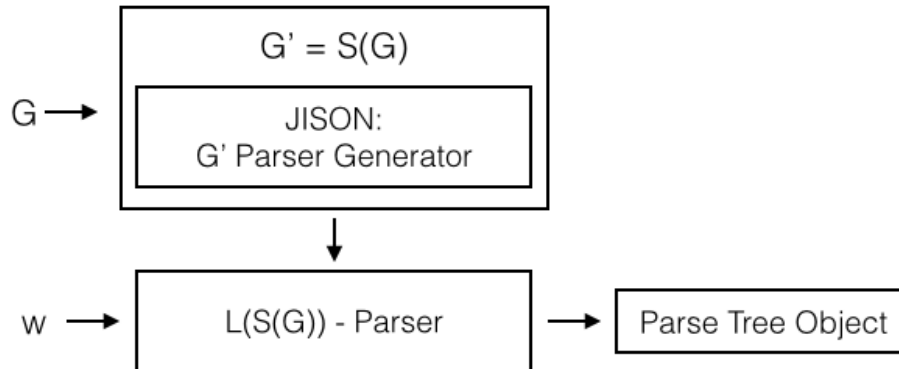 G’ = S(G)
G
JISON:
G’ Parser Generator
w
L(S(G)) - Parser
Parse Tree Object